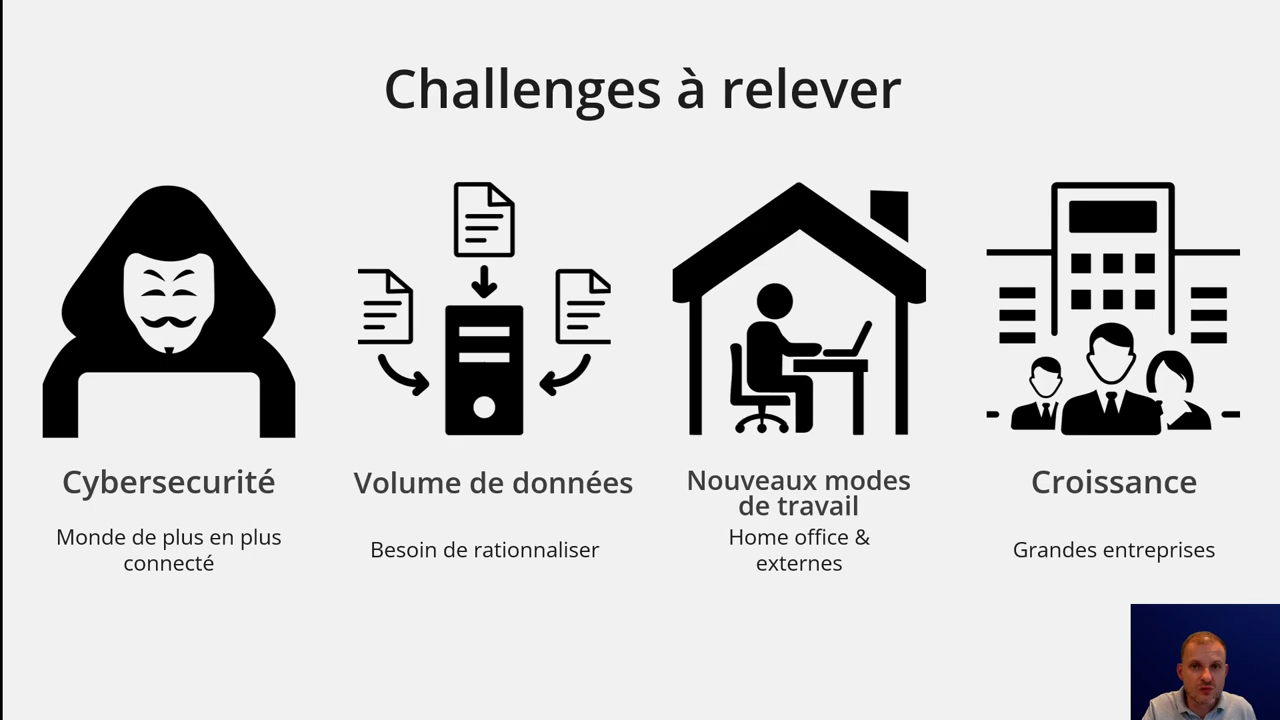 Challenges à relever
Cybersecurité
Monde de plus en plus
connecté
Volume de données
Besoin de rationnaliser
Nouveaux modes
de travail
Home office &
externes
Croissance
Grandes entreprises